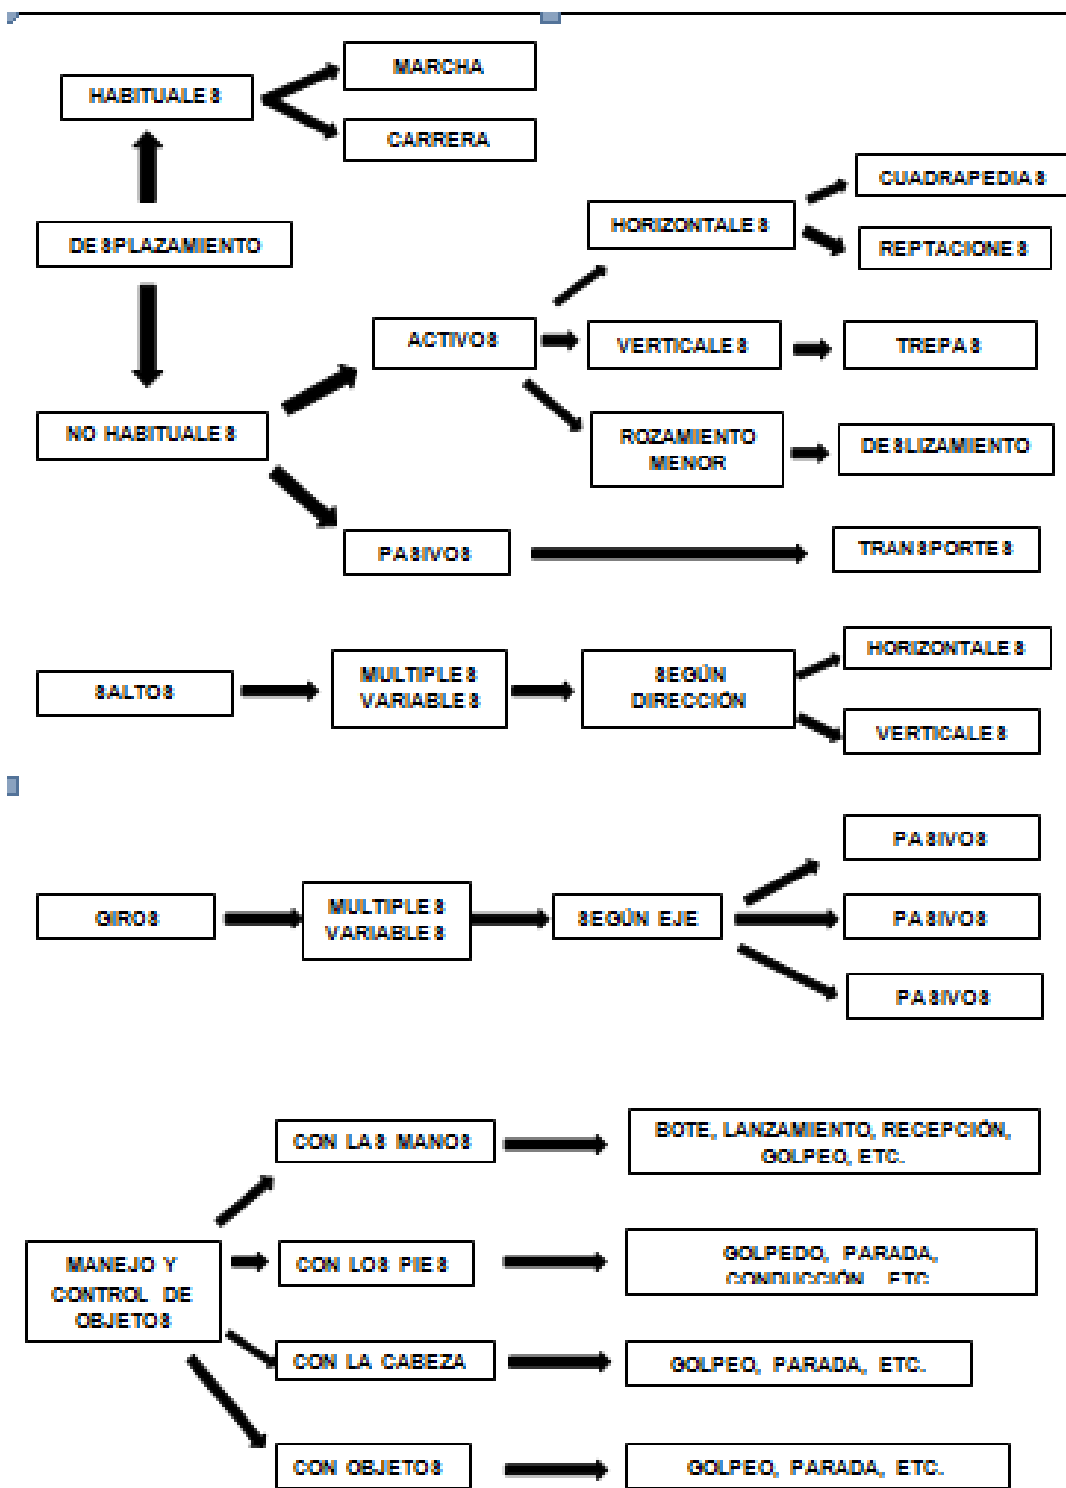 HABITUALES
MARCHA
CARRERA
DESPLAZAMIENTO
CUADRAPEDIAS
HORIZONTALES
REPTACIONES
ACTIVOS
VERTICALES
TREPAS
NO HABITUALES
ROZAMIENTO
MENOR
DESLIZAMIENTO
PASIVOS
TRANSPORTES
SALTOS
MULTIPLES
VARIABLES
SEGÚN
DIRECCIÓN
HORIZONTALES
VERTICALES
GIROS
MULTIPLES
VARIABLES
SEGÚN EJE
PASIVOS
PASIVOS
PASIVOS
MANEJO Y
CONTROL DE
OBJETOS
CON LAS MANOS
BOTE, LANZAMIENTO, RECEPCIÓN,
GOLPEO, ETC.
CON LOS PIES
GOLPEDO, PARADA,
CONDUCCIÓN, ETC
CON LA CABEZA
GOLPEO, PARADA, ETC.
CON OBJETOS
GOLPEO, PARADA, ETC.